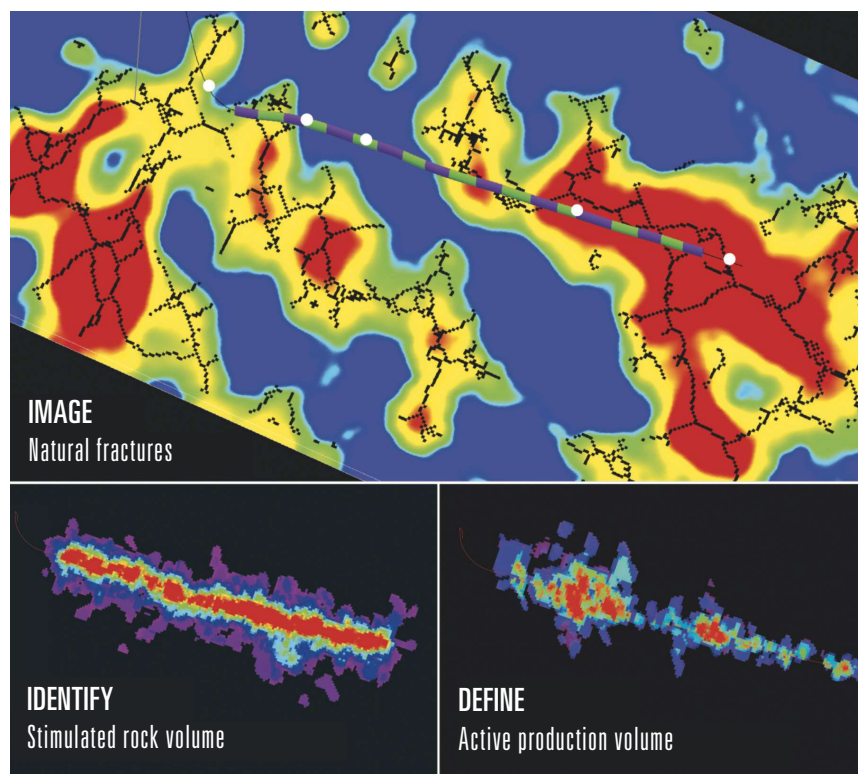 IMAGE
Natural fractures
IDENTIFY
Stimulated rock volume
DEFINE
Active production volume